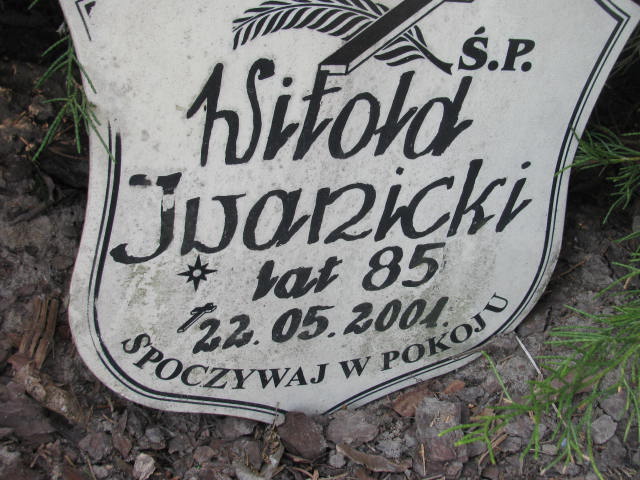 Ś.P.
Witold
Iwanicki
lat 85
22.05.2001.
SPOCZYWAJ W POKOJU